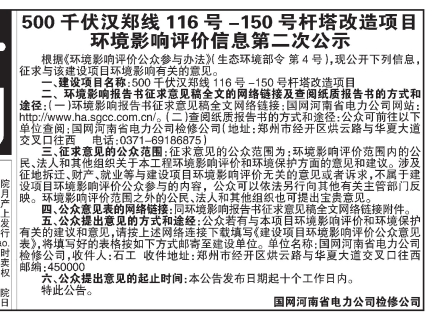 500 千伏汉郑线 116 号 –150 号杆塔改造项目
环境影响评价信息第二次公示
根据《环境影响评价公众参与办法》(生态环境部令 第 4 号),现公开下列信息,
征求与该建设项目环境影响有关的意见。
一、建设项目名称:500 千伏汉郑线 116 号 –150 号杆塔改造项目
二、环境影响报告书征求意见稿全文的网络链接及查阅纸质报告书的方式和
途径:(一)环境影响报告书征求意见稿全文网络链接:国网河南省电力公司网站:
http://www.ha.sgcc.com.cn/。(二)查阅纸质报告书的方式和途径:公众可前往以下
单位查阅:国网河南省电力公司检修公司(地址:郑州市经开区烘云路与华夏大道
交叉口往西 电话:0371–69186875)
三、征求意见的公众范围:征求意见的公众范围为:环境影响评价范围内的公
民、法人和其他组织关于本工程环境影响评价和环境保护方面的意见和建议。涉及
征地拆迁、财产、就业等与建设项目环境影响评价无关的意见或者诉求,不属于建
设项目环境影响评价公众参与的内容，公众可以依法另行向其他有关主管部门反
映。环境影响评价范围之外的公民、法人和其他组织也可提出宝贵意见。
四、公众意见表的网络链接:同环境影响报告书征求意见稿全文网络链接附件。
五、公众提出意见的方式和途径:公众若有与本项目环境影响评价和环境保护
有关的建议和意见,请按上述网络连接下载填写《建设项目环境影响评价公众意见
表》,将填写好的表格按如下方式邮寄至建设单位。单位名称:国网河南省电力公司
检修公司,收件人:石工 收件地址:郑州市经开区烘云路与华夏大道交叉口往西
邮编:450000
六、公众提出意见的起止时间:本公告发布日期起十个工作日内。
特此公告。
国网河南省电力公司检修公司
院
月
产
上
发
行
no.
时
卖
权
院
日